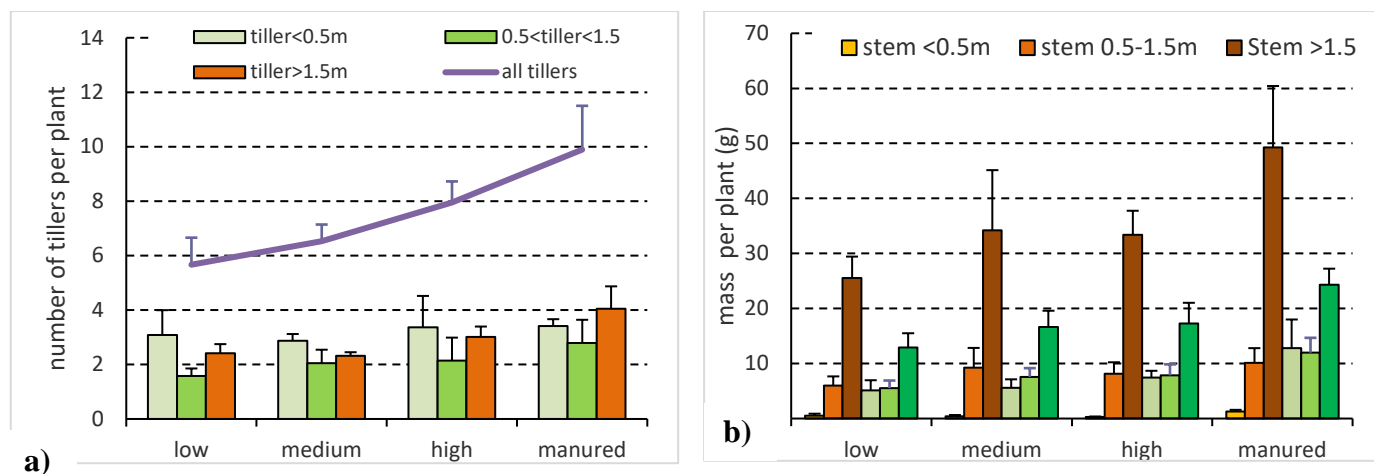 number of tillers per plant
14
12
10
8
6
4
2
0
tiller<0.5m
0.5<tiller<1.5
tiller>1.5m
all tillers
low medium high manured
a)
mass per plant (g)
70
60
50
40
30
20
10
0
stem <0.5m stem 0.5-1.5m Stem >1.5
low medium high manured
b)